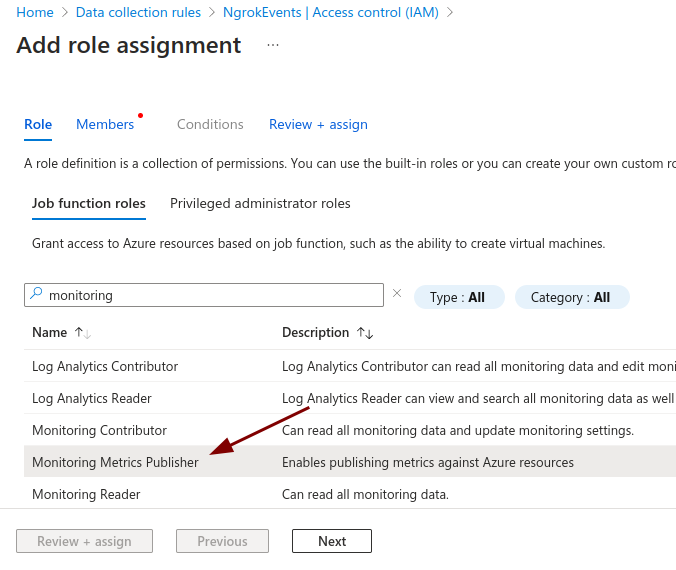 Home > Data collection rules > NgrokEvents | Access control (IAM) >
Add role assignment ...
Role Members Conditions Review + assign
A role definition is a collection of permissions. You can use the built-in roles or you can create your own custom ro
Job function roles Privileged administrator roles
Grant access to Azure resources based on job function, such as the ability to create virtual machines.
monitoring × Type : All Category : All
Name ↑↓ Description ↑↓
Log Analytics Contributor Log Analytics Contributor can read all monitoring data and edit moni
Log Analytics Reader Log Analytics Reader can view and search all monitoring data as well
Monitoring Contributor Can read all monitoring data and update monitoring settings.
Monitoring Metrics Publisher Enables publishing metrics against Azure resources
Monitoring Reader Can read all monitoring data.
Review + assign Previous Next